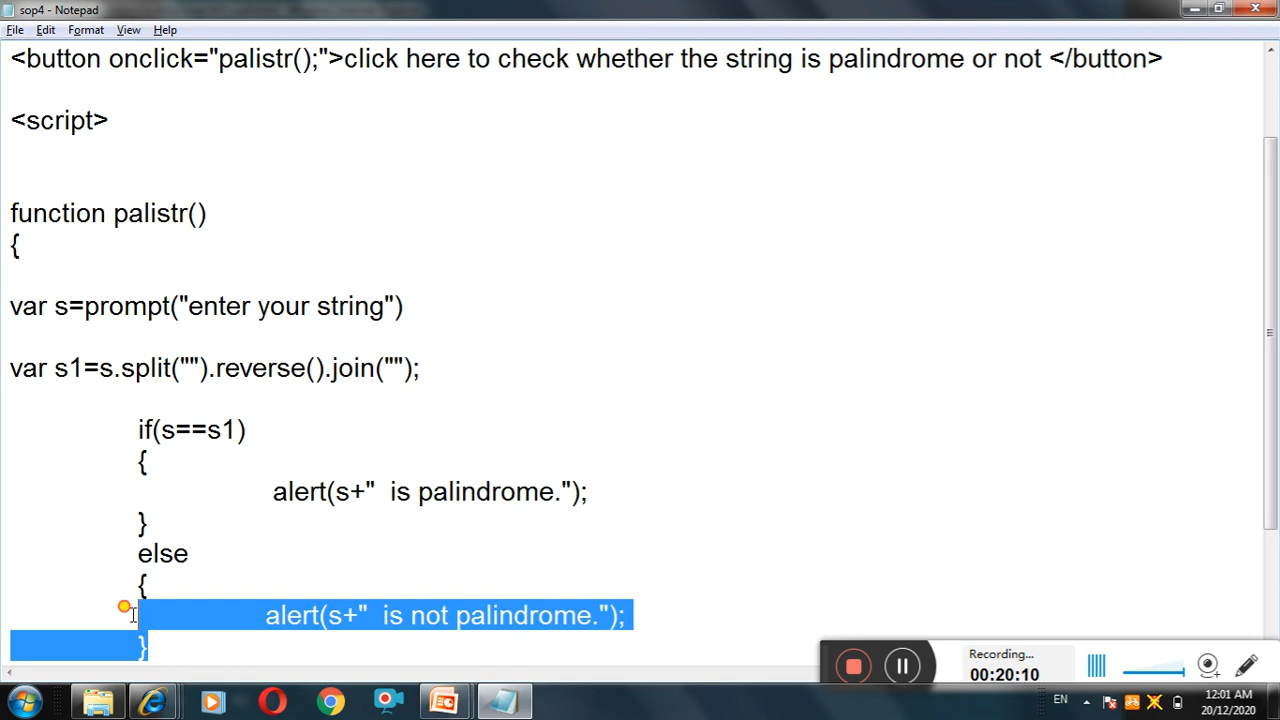 sop4 - Notepad
File Edit Format View Help
<button onclick="palistr();">click here to check whether the string is palindrome or not </button>
<script>
function palistr()
{
var s=prompt("enter your string")
var s1=s.split("").reverse().join("");
if(s==s1)
{
alert(s+"  is palindrome.");
}
else
{
alert(s+"  is not palindrome.");
}
Recording...
00:20:10
EN
12:01 AM
20/12/2020